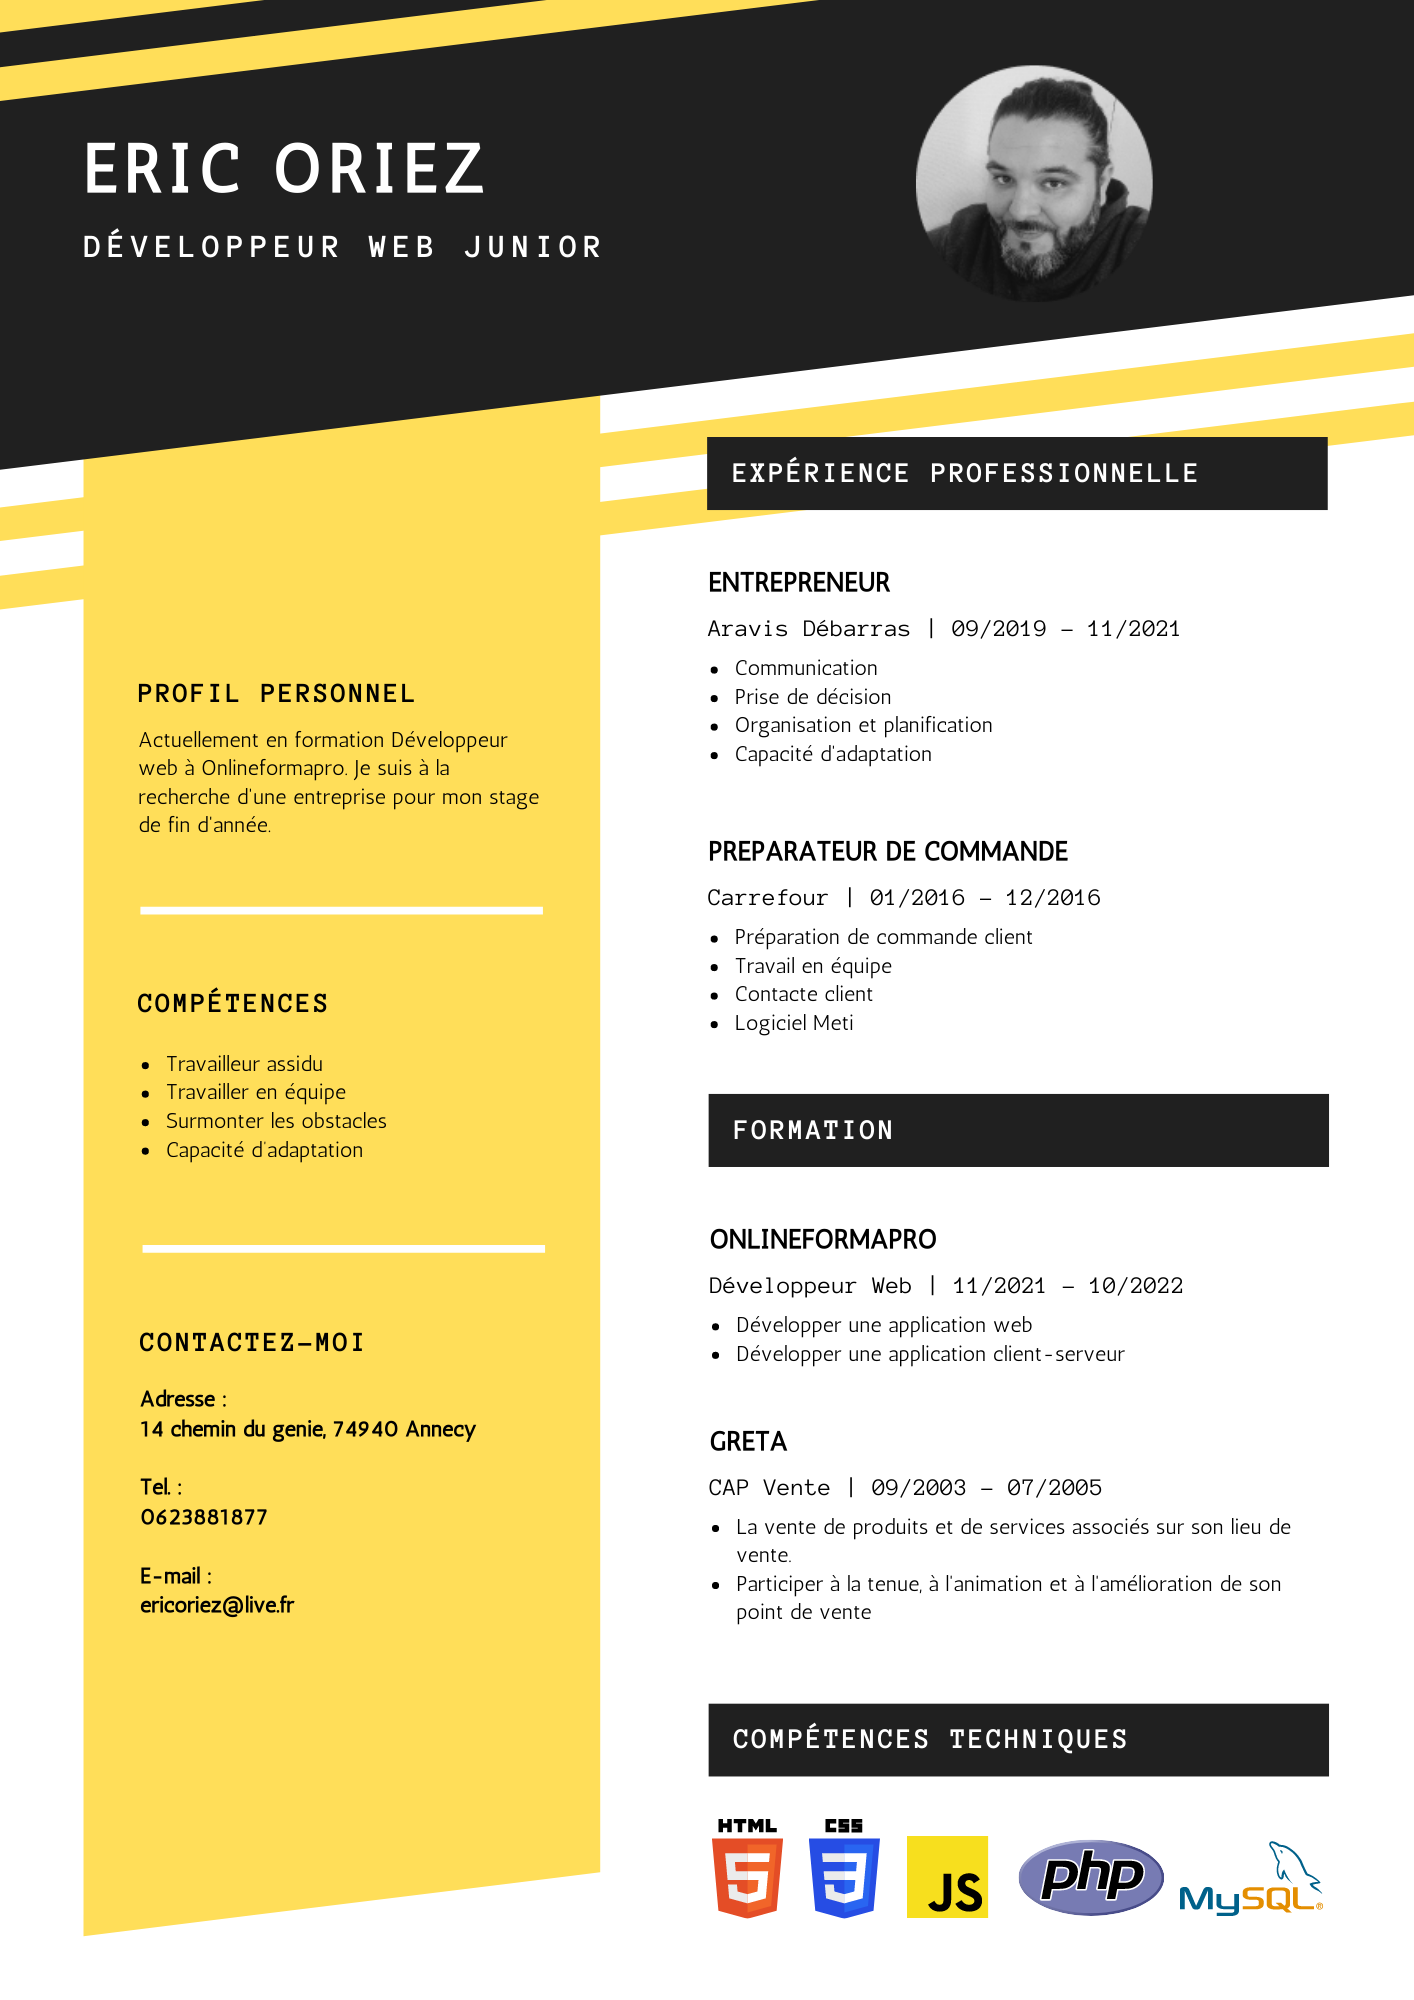 ERIC ORIEZ
DÉVELOPPEUR WEB JUNIOR
PROFIL PERSONNEL
Actuellement en formation Développeur
web à Onlineformapro. Je suis à la
recherche d'une entreprise pour mon stage
de fin d'année.
COMPÉTENCES
• Travailleur assidu
• Travailler en équipe
• Surmonter les obstacles
• Capacité d'adaptation
CONTACTEZ-MOI
Adresse :
14 chemin du genie, 74940 Annecy
Tel. :
0623881877
E-mail :
ericoriez@live.fr
EXPÉRIENCE PROFESSIONNELLE
ENTREPRENEUR
Aravis Débarras | 09/2019 - 11/2021
• Communication
• Prise de décision
• Organisation et planification
• Capacité d'adaptation
PREPARATEUR DE COMMANDE
Carrefour | 01/2016 - 12/2016
• Préparation de commande client
• Travail en équipe
• Contacte client
• Logiciel Meti
FORMATION
ONLINEFORMAPRO
Développeur Web | 11/2021 - 10/2022
• Développer une application web
• Développer une application client-serveur
GRETA
CAP Vente | 09/2003 - 07/2005
• La vente de produits et de services associés sur son lieu de
vente.
• Participer à la tenue, à l'animation et à l'amélioration de son
point de vente
COMPÉTENCES TECHNIQUES
HTML 5 CSS 3 JS php MySQL®